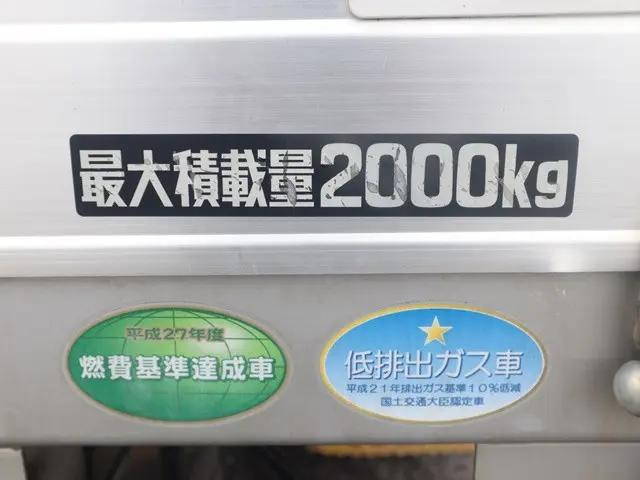 最大積載量2000kg
平成27年度
燃費基準達成車
低排出ガス車
平成21年排出ガス基準10%低減
国土交通大臣認定車